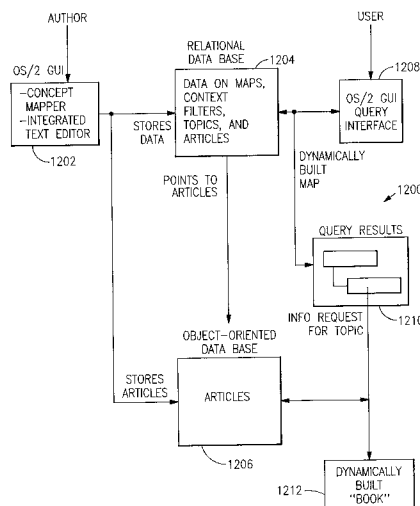 AUTHOR
USER
RELATIONAL
DATA BASE
1204
1208
OS/2 GUI
-CONCEPT
MAPPER
-INTEGRATED
TEXT EDITOR
1202
DATA ON MAPS,
CONTEXT
FILTERS,
TOPICS, AND
ARTICLES
OS/2 GUI
QUERY
INTERFACE
STORES
DATA
DYNAMICALLY
BUILT
MAP
POINTS TO
ARTICLES
1200
QUERY RESULTS
INFO REQUEST
FOR TOPIC
1210
OBJECT-ORIENTED
DATA BASE
STORES
ARTICLES
ARTICLES
1206
1212
DYNAMICALLY
BUILT
"BOOK"